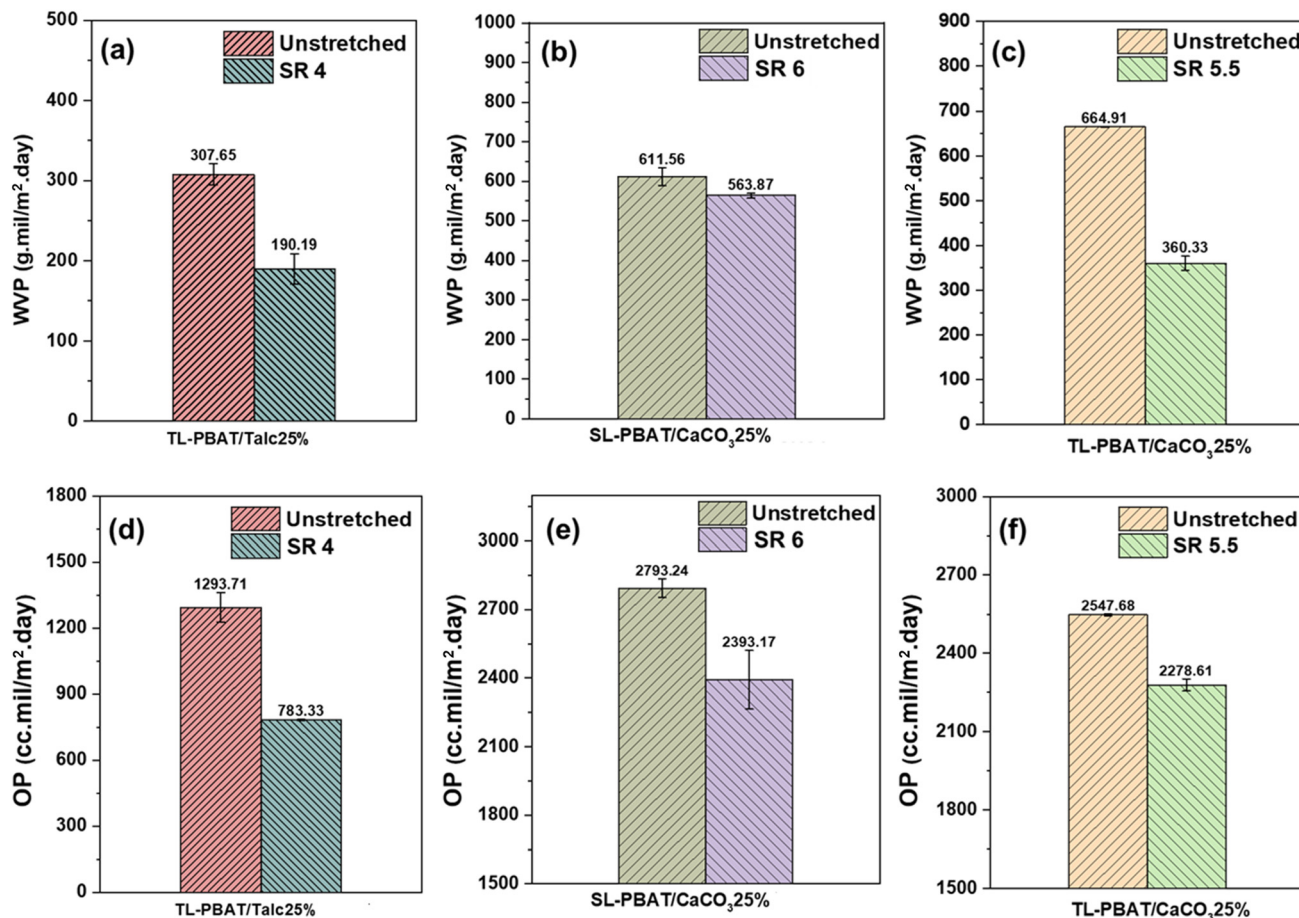 (a)
Unstretched
SR 4
WVP (g.mil/m².day)
500
400
300
200
100
0
307.65
190.19
TL-PBAT/Talc25%
(b)
Unstretched
SR 6
WVP (g.mil/m².day)
1000
900
800
700
600
500
400
300
200
100
0
611.56
563.87
SL-PBAT/CaCO₃25%
(c)
Unstretched
SR 5.5
WVP (g.mil/m².day)
900
800
700
600
500
400
300
200
100
0
664.91
360.33
TL-PBAT/CaCO₃25%
(d)
Unstretched
SR 4
OP (cc.mil/m².day)
1800
1500
1200
900
600
300
0
1293.71
783.33
TL-PBAT/Talc25%
(e)
Unstretched
SR 6
OP (cc.mil/m².day)
3000
2700
2400
2100
1800
1500
2793.24
2393.17
SL-PBAT/CaCO₃25%
(f)
Unstretched
SR 5.5
OP (cc.mil/m².day)
3000
2700
2400
2100
1800
1500
2547.68
2278.61
TL-PBAT/CaCO₃25%